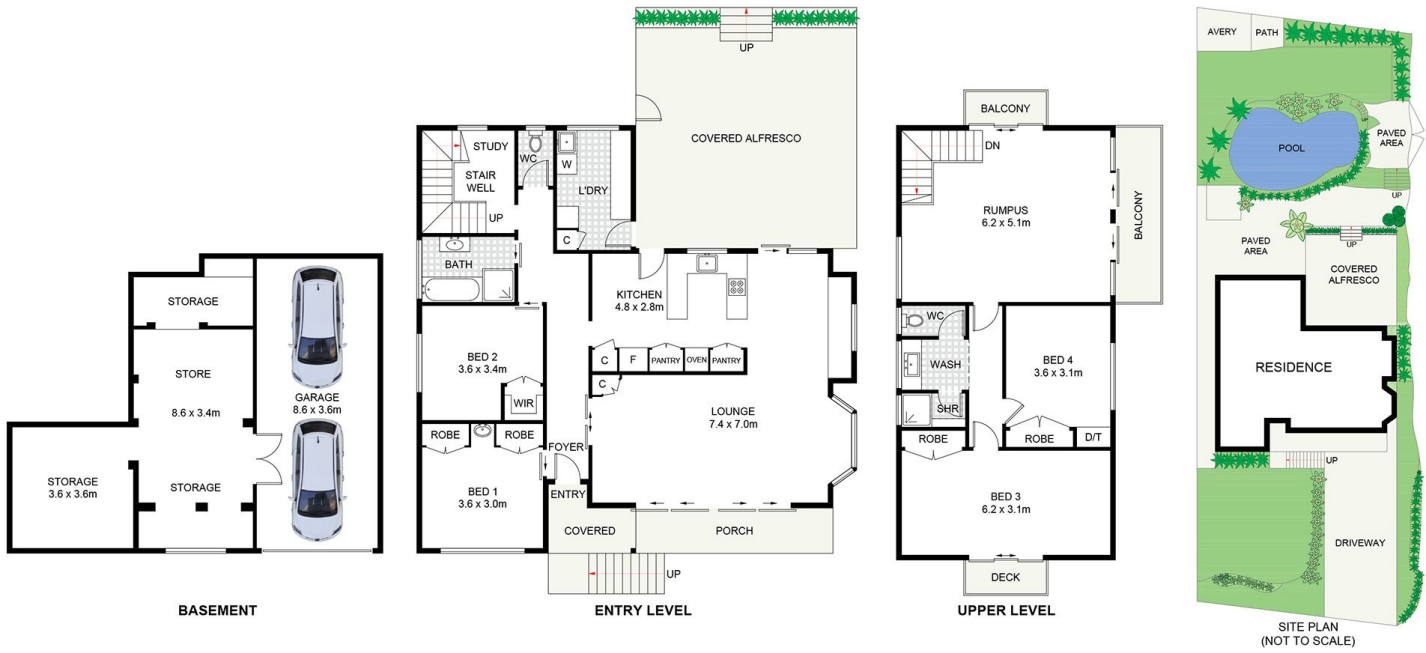 STORAGE
STORE
8.6 x 3.4m
GARAGE
8.6 x 3.6m
STORAGE
3.6 x 3.6m
STORAGE
BASEMENT
UP
COVERED ALFRESCO
STUDY
WC
W
STAIR
WELL
L'DRY
UP
C
BATH
KITCHEN
4.8 x 2.8m
BED 2
3.6 x 3.4m
C
F
PANTRY
OVEN
PANTRY
C
WIR
LOUNGE
7.4 x 7.0m
ROBE
ROBE
FOYER
BED 1
3.6 x 3.0m
ENTRY
COVERED
PORCH
UP
ENTRY LEVEL
BALCONY
DN
RUMPUS
6.2 x 5.1m
BALCONY
WC
WASH
BED 4
3.6 x 3.1m
SHR
ROBE
ROBE
D/T
BED 3
6.2 x 3.1m
DECK
UPPER LEVEL
AVERY
PATH
POOL
UP
PAVED
AREA
UP
PAVED
AREA
UP
COVERED
ALFRESCO
RESIDENCE
UP
DRIVEWAY
SITE PLAN
(NOT TO SCALE)